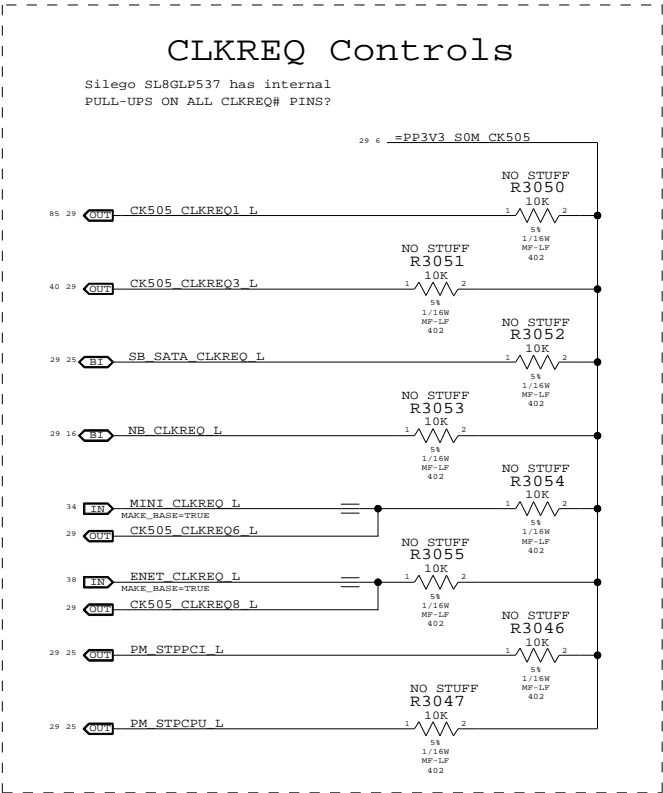 CLKREQ Controls
Silego SL8GLP537 has internal
PULL-UPS ON ALL CLKREQ# PINS?
29 6 =PP3V3_S0M_CK505
NO STUFF
R3050
10K
85 29 OUT CK505_CLKREQ1_L 1 2
5%
1/16W
MF-LF
402
NO STUFF
R3051
10K
40 29 OUT CK505_CLKREQ3_L 1 2
5%
1/16W
MF-LF
402
NO STUFF
R3052
10K
29 25 BI SB_SATA_CLKREQ_L 1 2
5%
1/16W
MF-LF
402
NO STUFF
R3053
10K
29 16 BI NB_CLKREQ_L 1 2
5%
1/16W
MF-LF
402
NO STUFF
R3054
10K
34 IN MINI_CLKREQ_L 1 2
MAKE_BASE=TRUE
5%
1/16W
MF-LF
402
29 OUT CK505_CLKREQ6_L
NO STUFF
R3055
10K
38 IN ENET_CLKREQ_L 1 2
MAKE_BASE=TRUE
5%
1/16W
MF-LF
402
29 OUT CK505_CLKREQ8_L
NO STUFF
R3046
10K
29 25 OUT PM_STPPCI_L 1 2
5%
1/16W
MF-LF
402
NO STUFF
R3047
10K
29 25 OUT PM_STPCPU_L 1 2
5%
1/16W
MF-LF
402